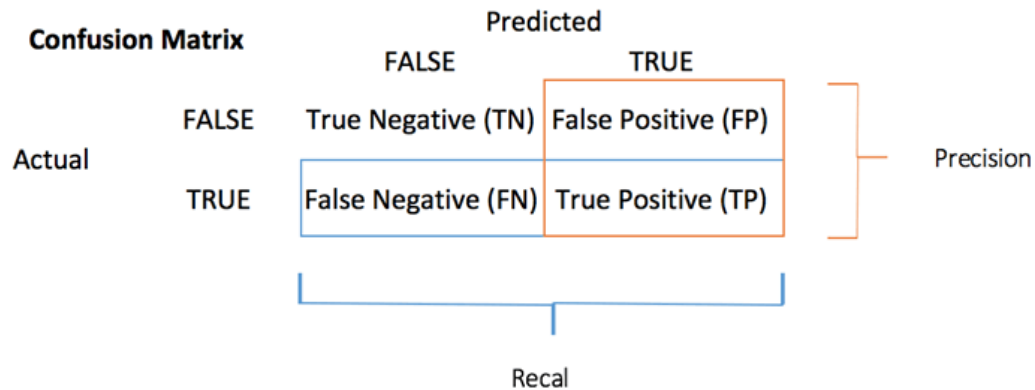 Predicted
Confusion Matrix
FALSE TRUE
FALSE True Negative (TN) False Positive (FP)
Actual
Precision
TRUE False Negative (FN) True Positive (TP)
Recal